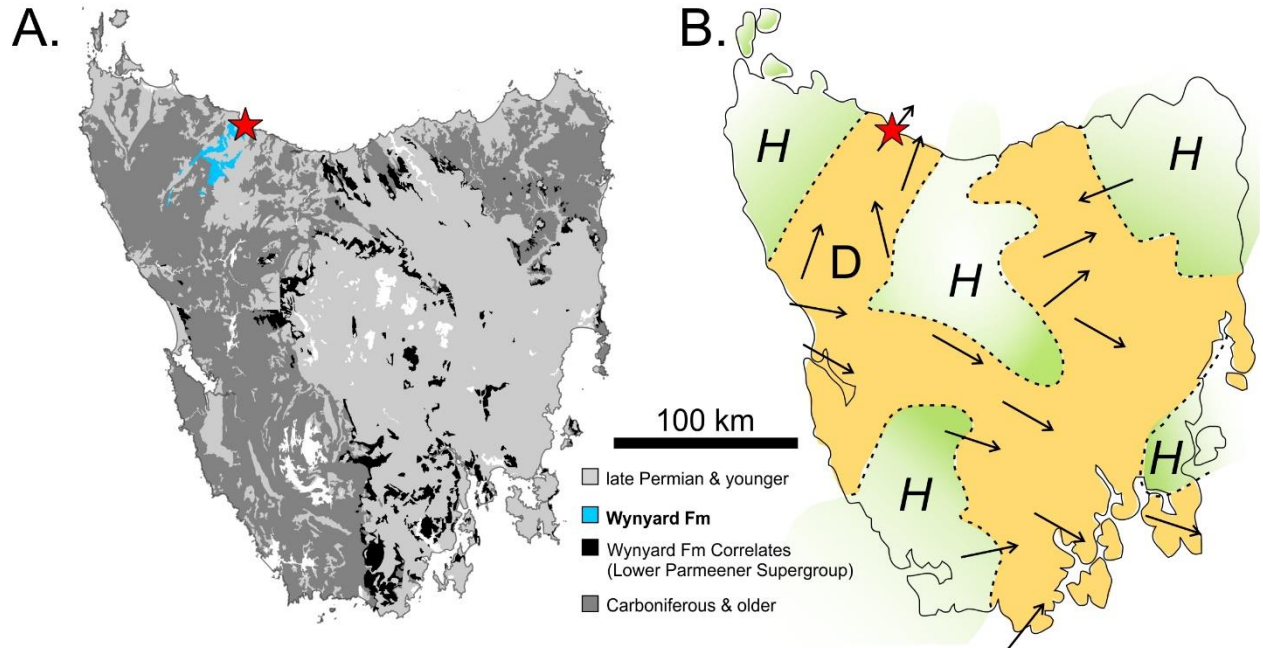 A.
B.
H
H
D
H
H
H
100 km
late Permian & younger
Wynyard Fm
Wynyard Fm Correlates
(Lower Parmeener Supergroup)
Carboniferous & older